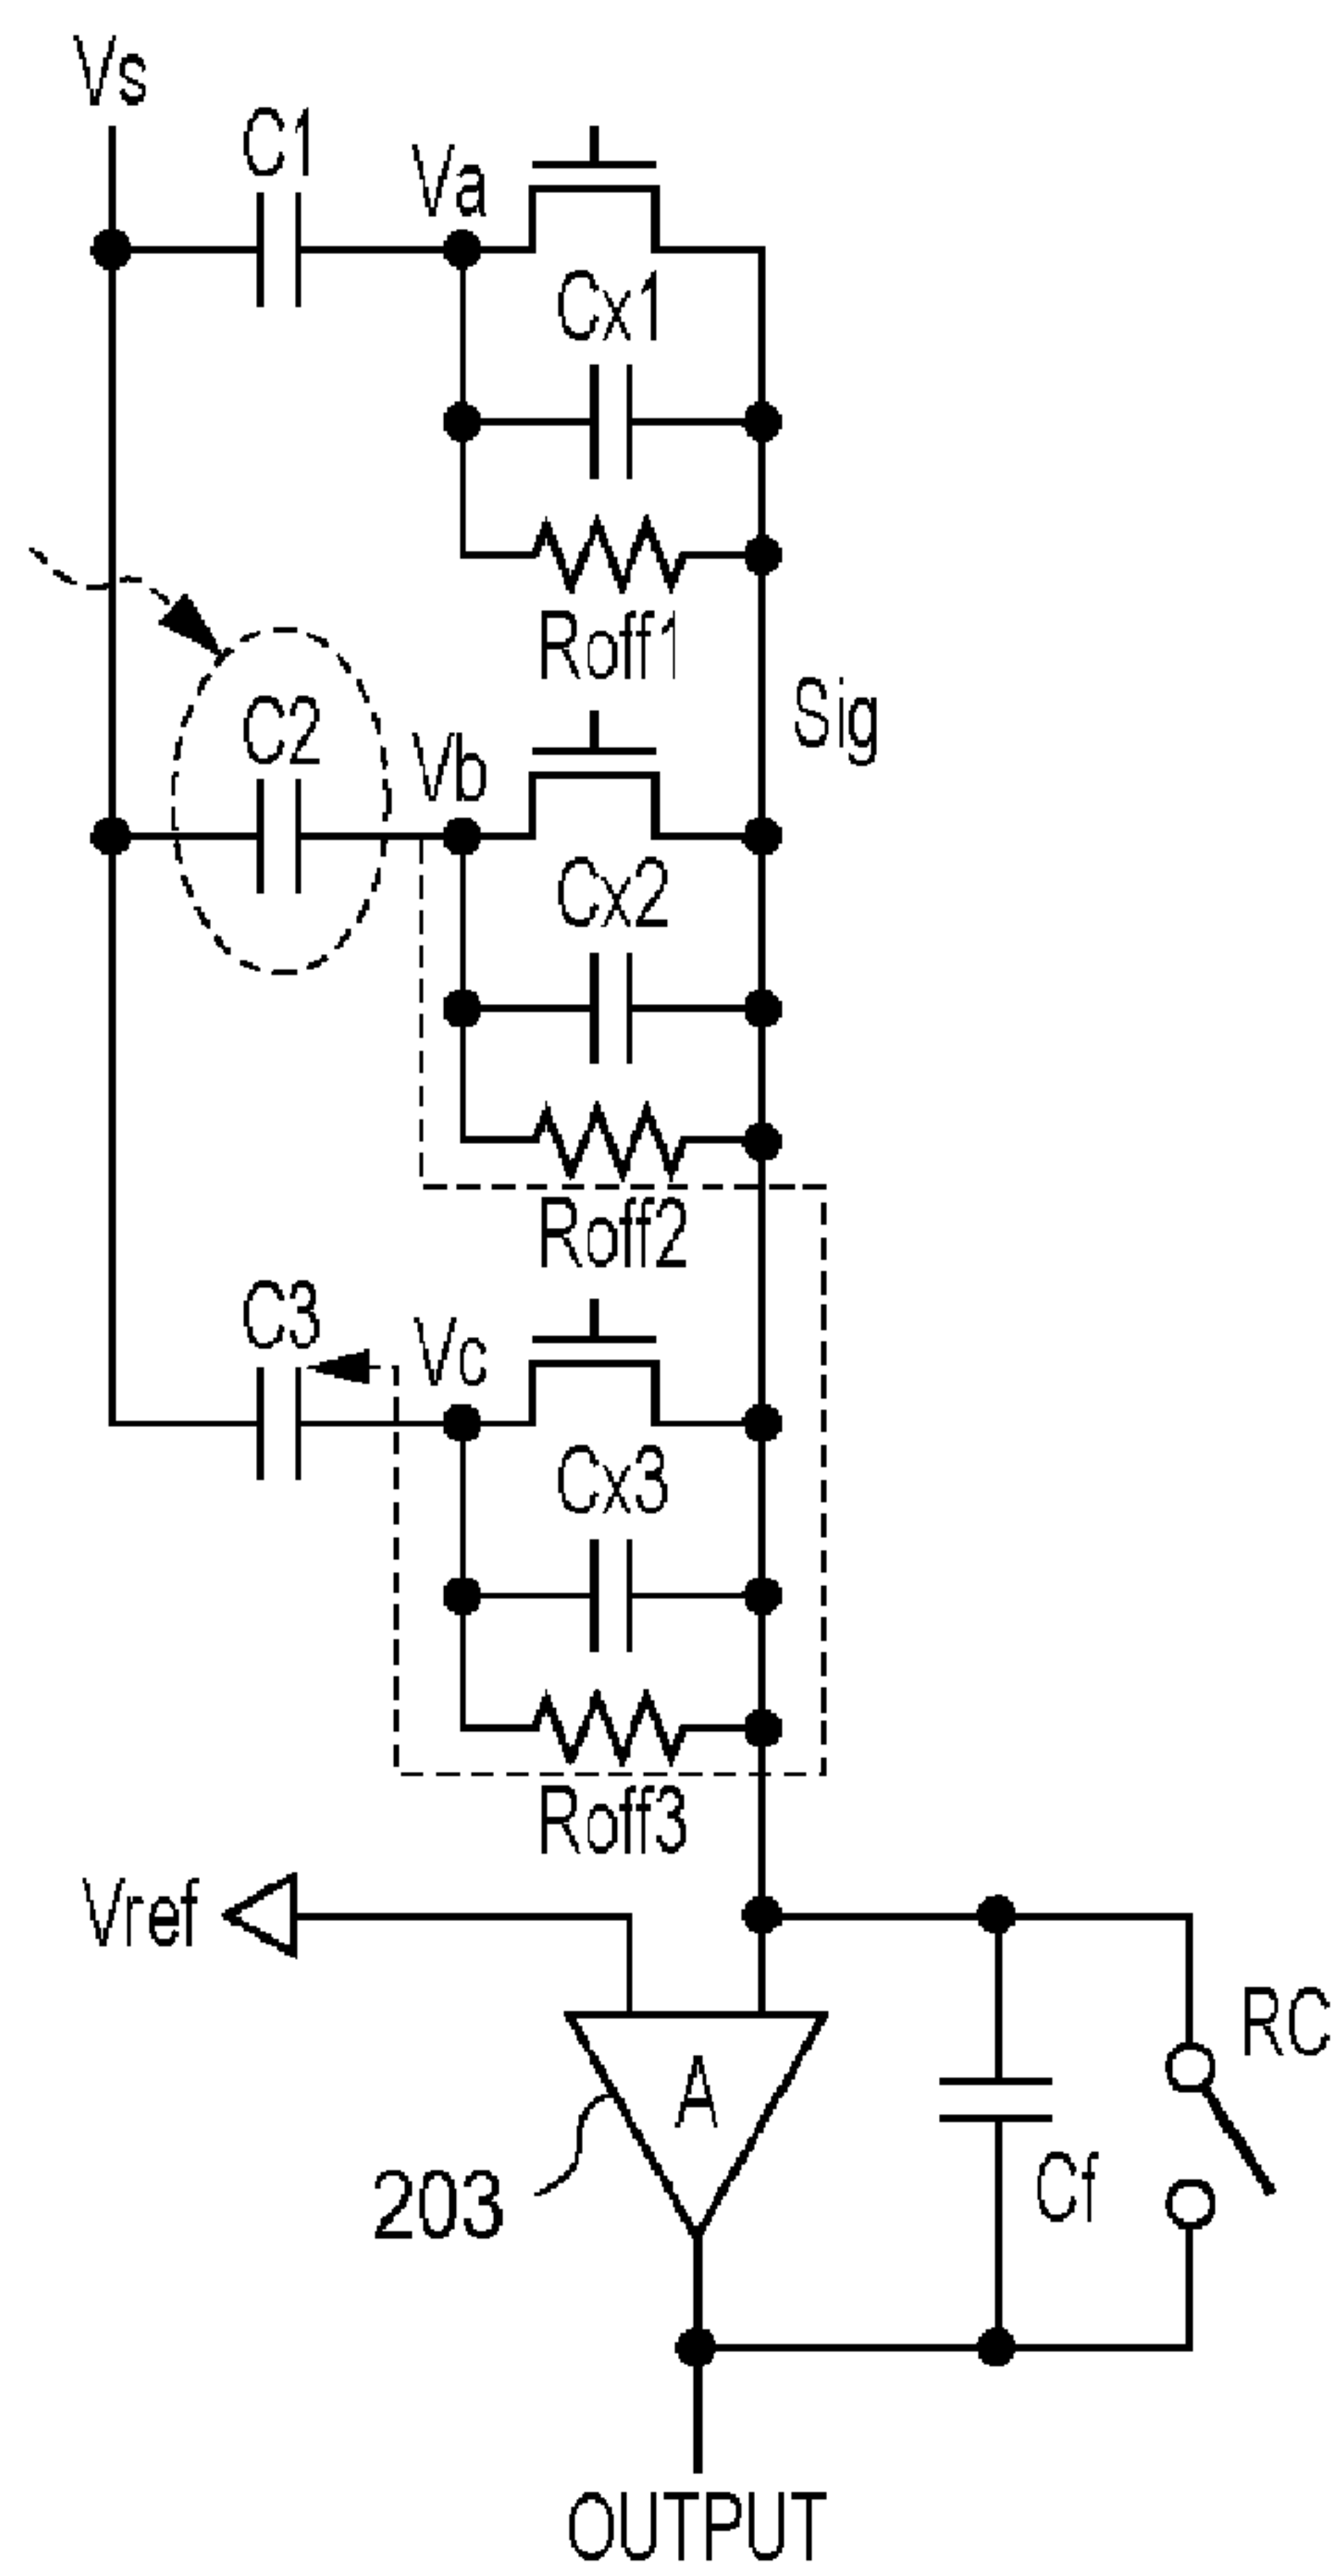 Vs
C1
Va
Cx1
Roff1
Sig
C2
Vb
Cx2
Roff2
C3
Vc
Cx3
Roff3
Vref
RC
A
203
Cf
OUTPUT